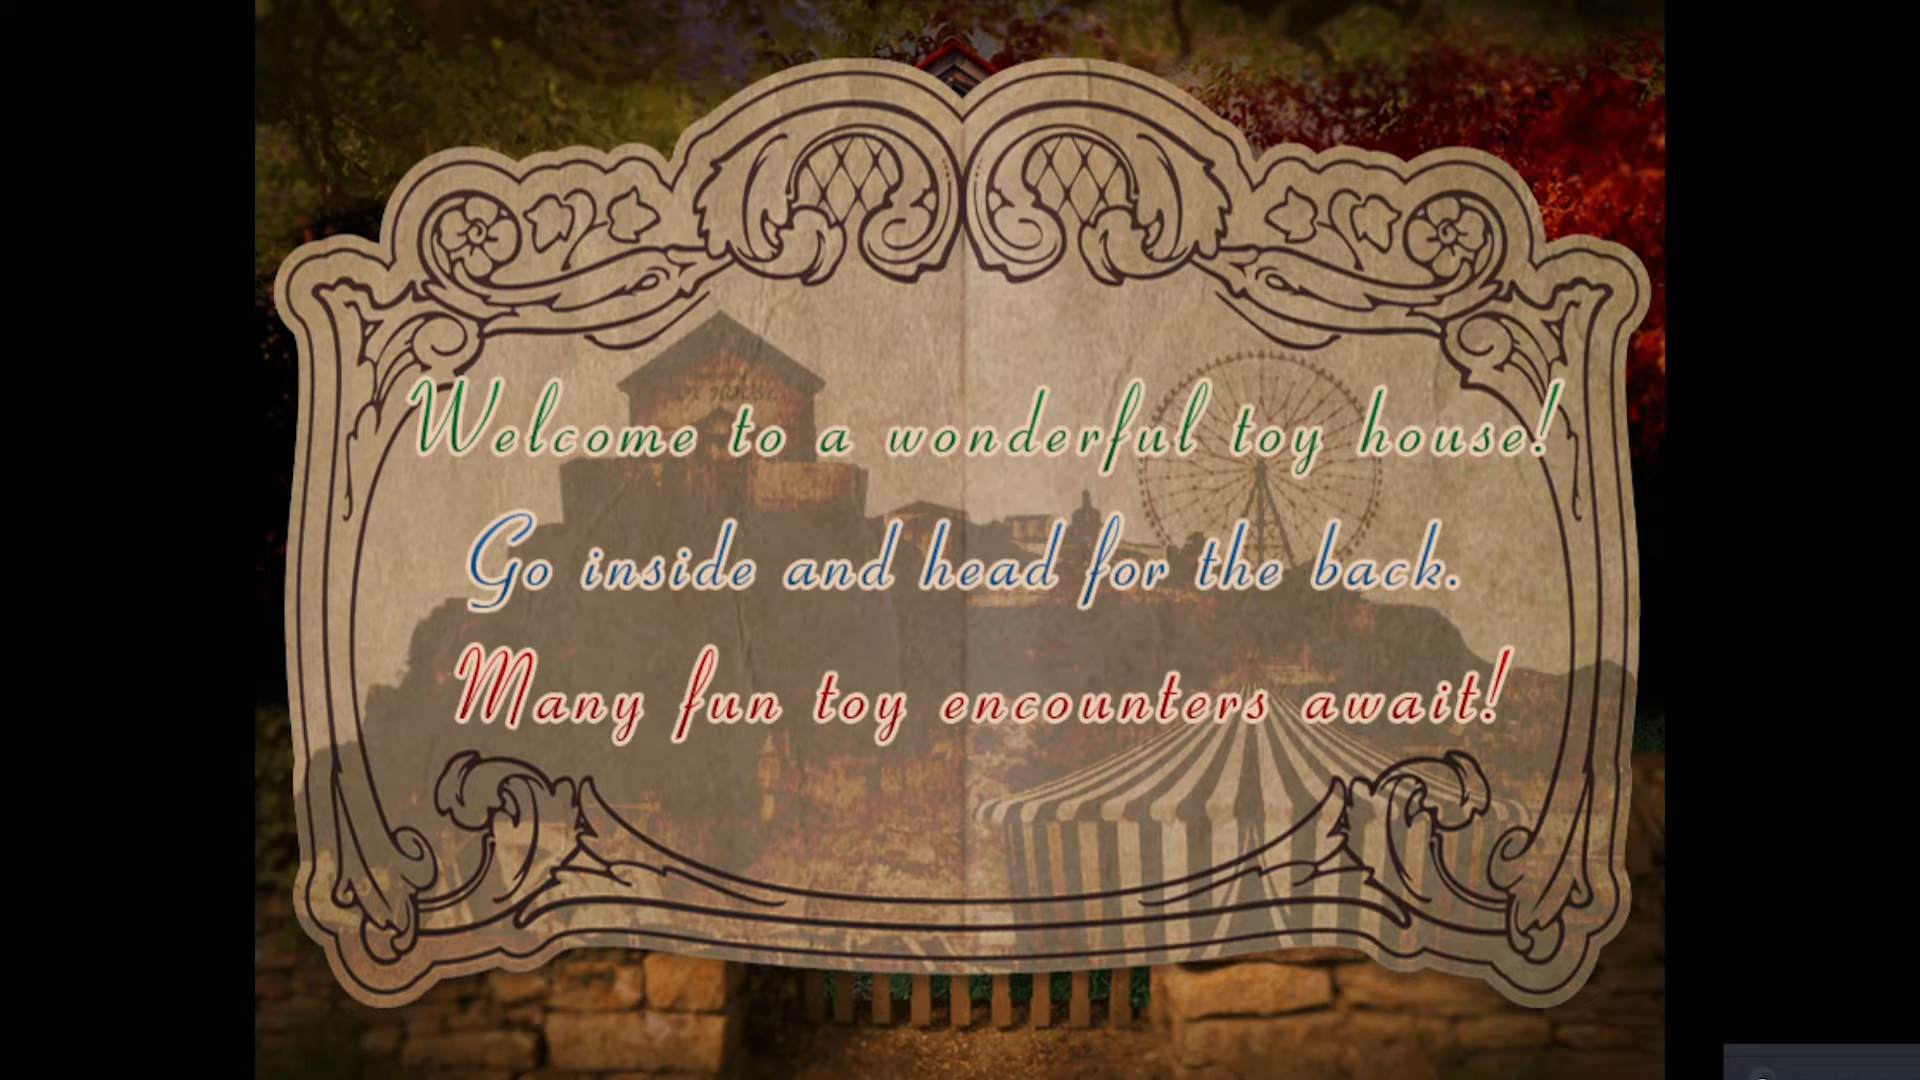 Welcome to a wonderful toy house!
Go inside and head for the back.
Many fun toy encounters await!